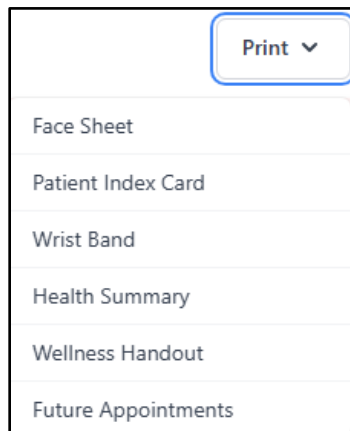 Print
Face Sheet
Patient Index Card
Wrist Band
Health Summary
Wellness Handout
Future Appointments